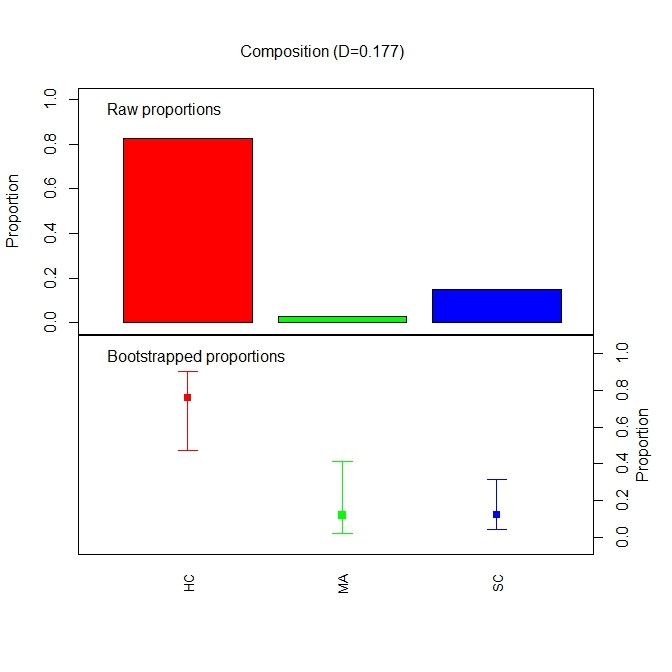 Composition (D=0.177)
Raw proportions
Proportion
1.0
0.8
0.6
0.4
0.2
0.0
Bootstrapped proportions
Proportion
1.0
0.8
0.6
0.4
0.2
0.0
HC
MA
SC